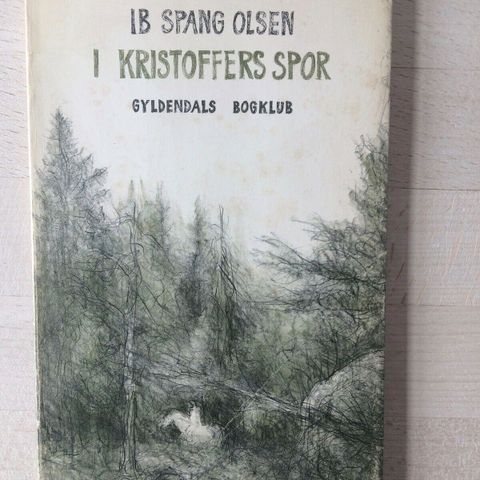 IB SPANG OLSEN
I KRISTOFFERS SPOR
GYLDENDALS BOGKLUB